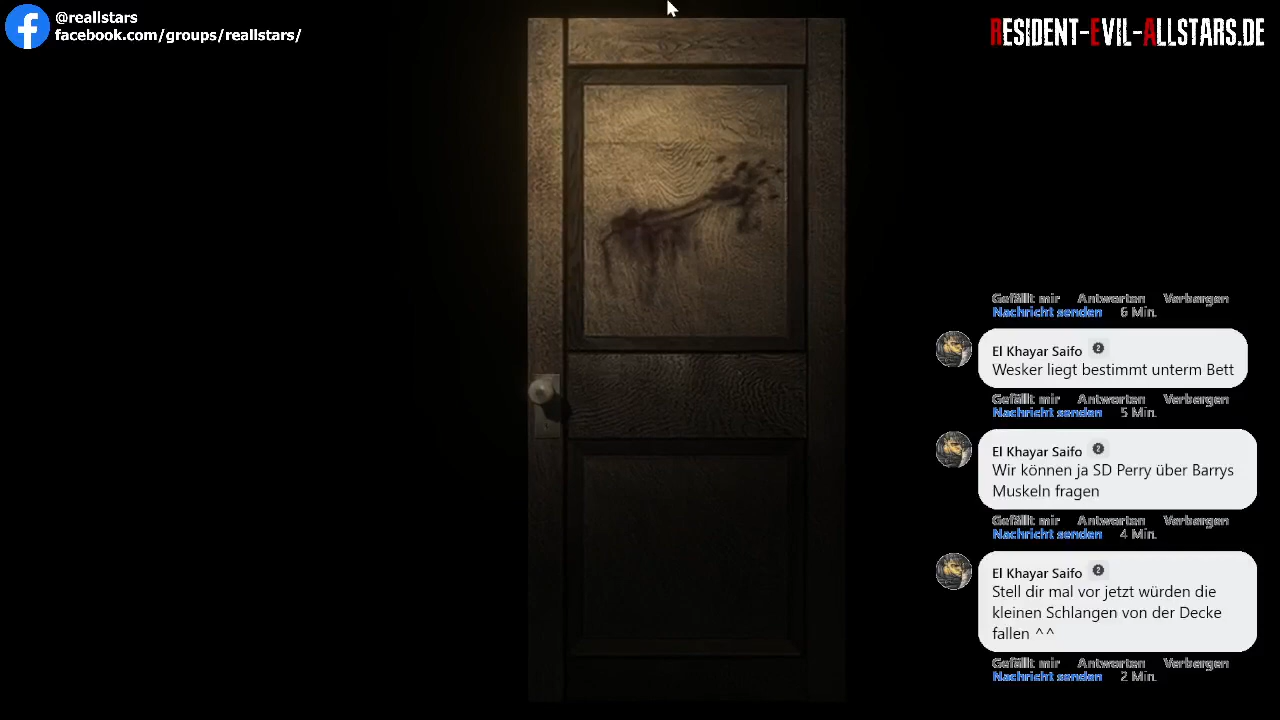 @reallstars
facebook.com/groups/reallstars/
RESIDENT-EVIL-ALLSTARS.DE
Gefällt mir Antworten Verbergen
Nachricht senden 6 Min.
El Khayar Saifo 2
Wesker liegt bestimmt unterm Bett
Gefällt mir Antworten Verbergen
Nachricht senden 5 Min.
El Khayar Saifo 2
Wir können ja SD Perry über Barrys
Muskeln fragen
Gefällt mir Antworten Verbergen
Nachricht senden 4 Min.
El Khayar Saifo 2
Stell dir mal vor jetzt würden die
kleinen Schlangen von der Decke
fallen ^^
Gefällt mir Antworten Verbergen
Nachricht senden 2 Min.